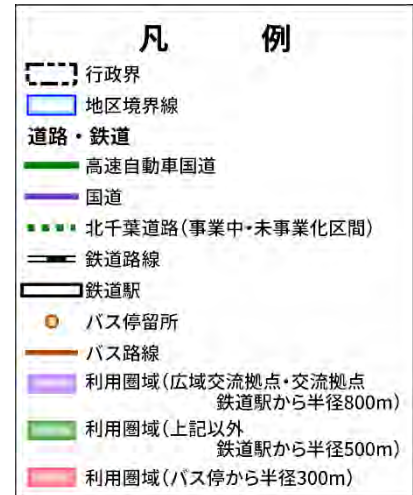 凡 例
行政界
地区境界線
道路・鉄道
高速自動車国道
国道
北千葉道路(事業中・未事業化区間)
鉄道路線
鉄道駅
バス停留所
バス路線
利用圏域(広域交流拠点・交流拠点
鉄道駅から半径800m)
利用圏域(上記以外
鉄道駅から半径500m)
利用圏域(バス停から半径300m)